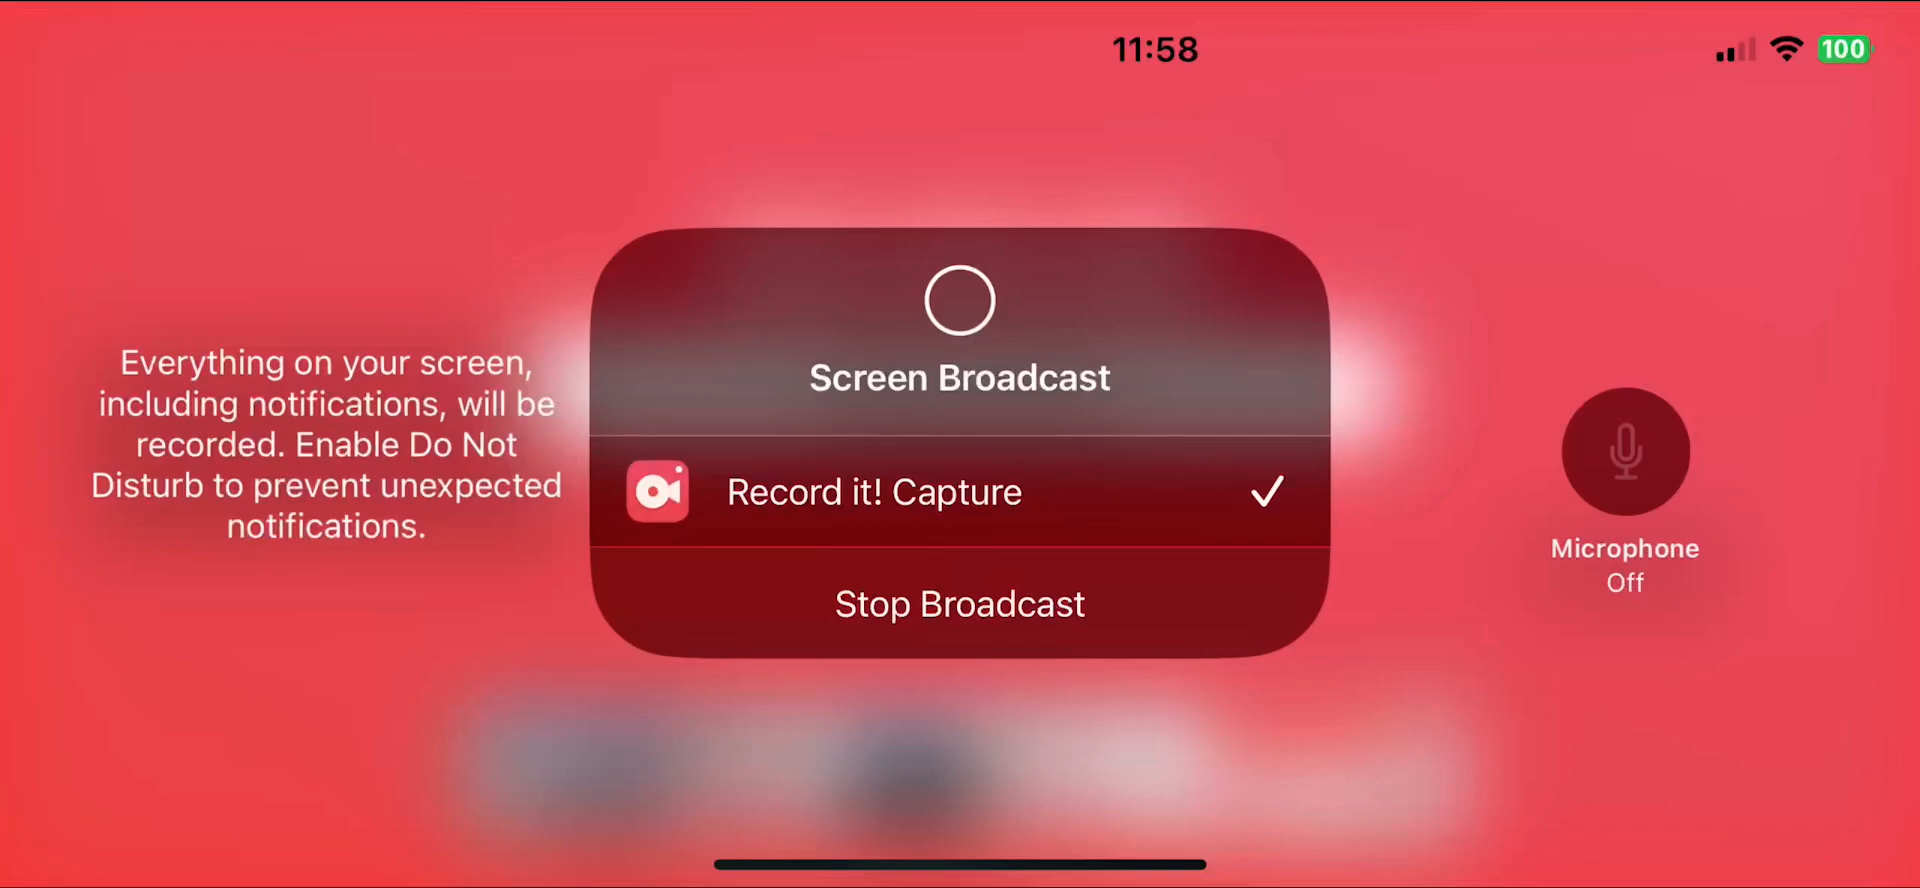 11:58
100
Everything on your screen,
including notifications, will be
recorded. Enable Do Not
Disturb to prevent unexpected
notifications.
Screen Broadcast
Record it! Capture
Stop Broadcast
Microphone
Off